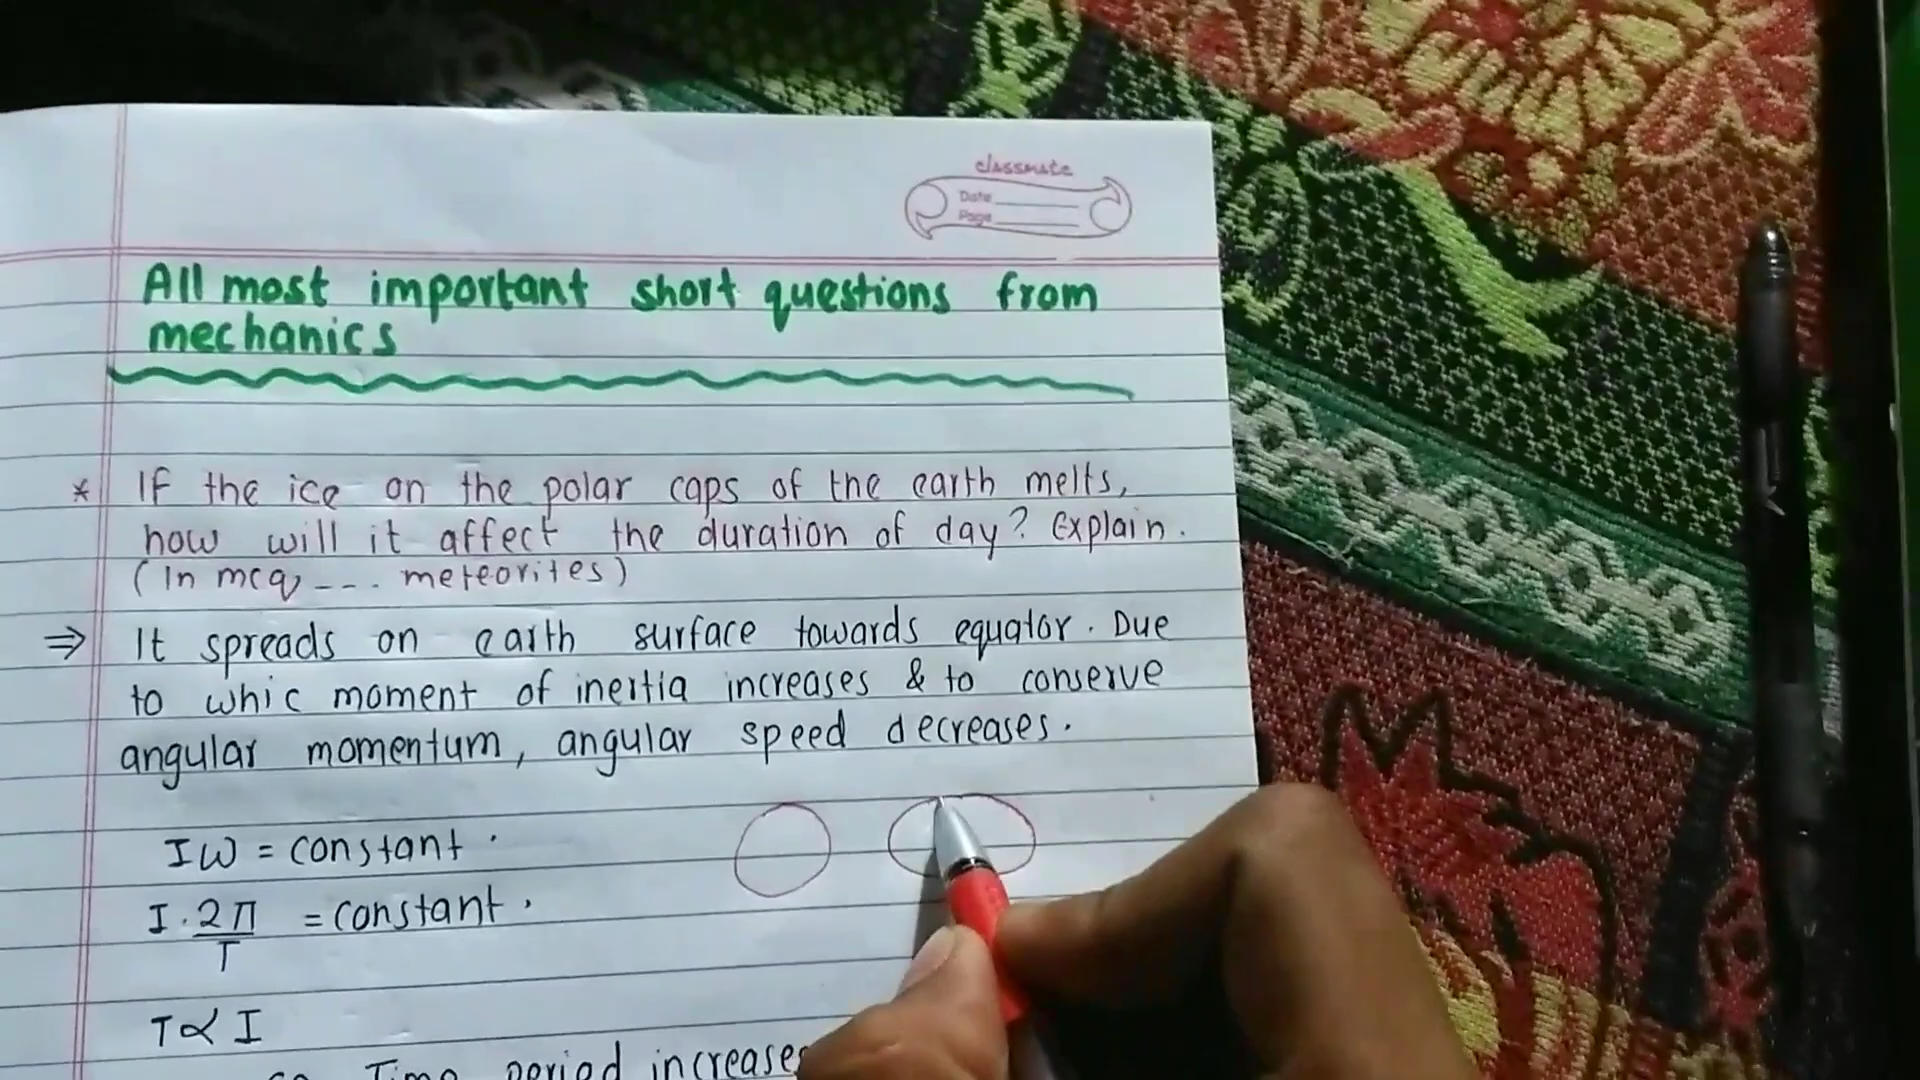 classmate
Date
Page
All most important short questions from
mechanics
* If the ice on the polar caps of the earth melts,
how will it affect the duration of day? Explain.
(In mcq --- meteorites)
⇒ It spreads on earth surface towards equator. Due
to whic moment of inertia increases & to conserve
angular momentum, angular speed decreases.
Iω = constant.
I. 2π/T = constant.
T ∝ I
so Time period increases